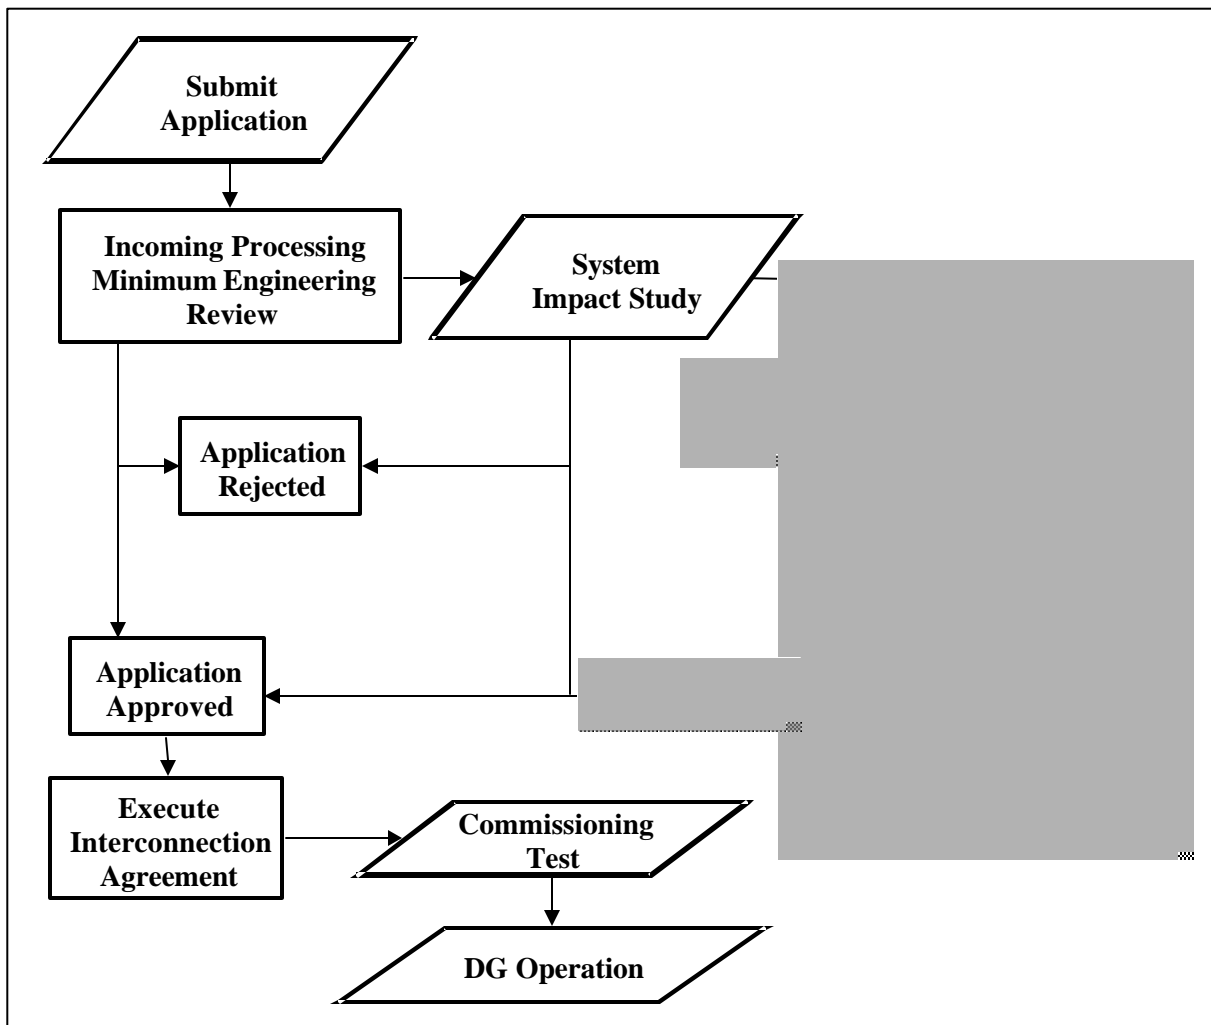 Submit
Application
Incoming Processing
Minimum Engineering
Review
System
Impact Study
Application
Rejected
Application
Approved
Execute
Interconnection
Agreement
Commissioning
Test
DG Operation